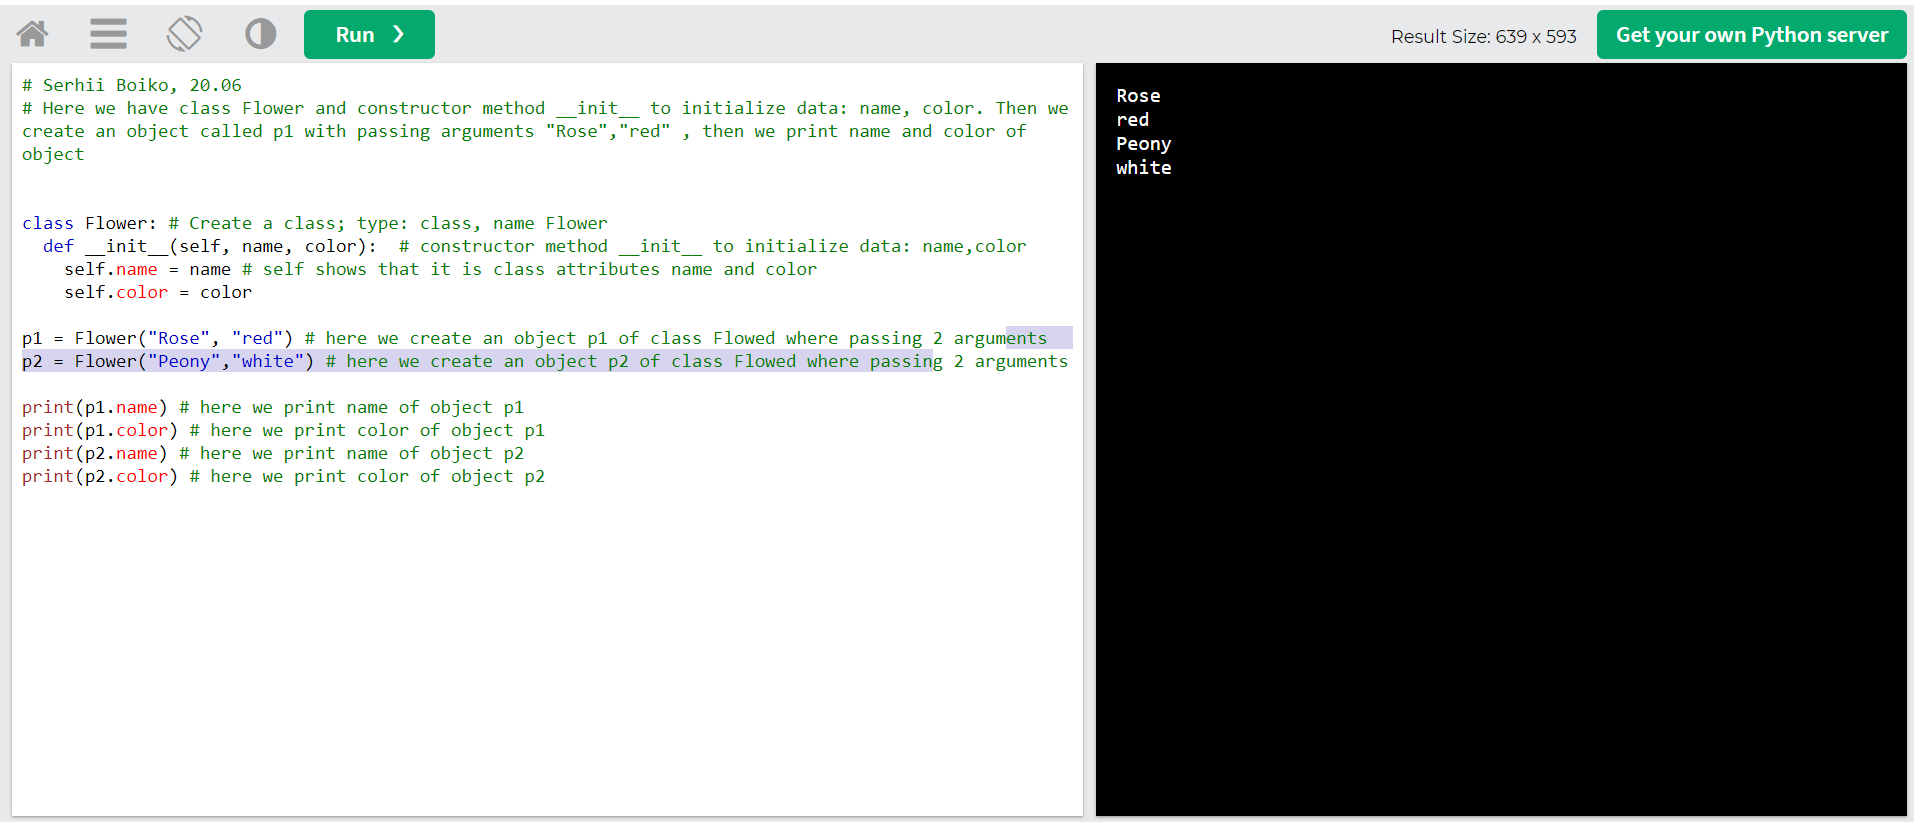 Run ❯
Result Size: 639 x 593
Get your own Python server
# Serhii Boiko, 20.06
# Here we have class Flower and constructor method __init__ to initialize data: name, color. Then we
create an object called p1 with passing arguments "Rose","red" , then we print name and color of
object
class Flower: # Create a class; type: class, name Flower
  def __init__(self, name, color):  # constructor method __init__ to initialize data: name,color
    self.name = name # self shows that it is class attributes name and color
    self.color = color
p1 = Flower("Rose", "red") # here we create an object p1 of class Flowed where passing 2 arguments
p2 = Flower("Peony","white") # here we create an object p2 of class Flowed where passing 2 arguments
print(p1.name) # here we print name of object p1
print(p1.color) # here we print color of object p1
print(p2.name) # here we print name of object p2
print(p2.color) # here we print color of object p2
Rose
red
Peony
white